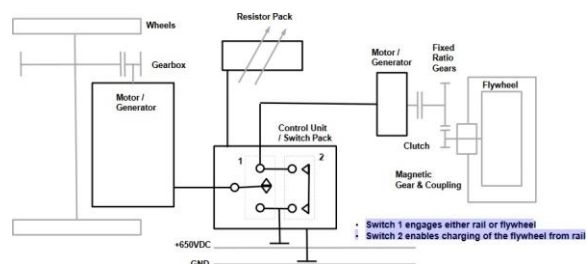 Wheels
Resistor Pack
Gearbox
Motor /
Generator
Motor /
Generator
Fixed
Ratio
Gears
Flywheel
Control Unit
/ Switch Pack
1
2
Clutch
Magnetic
Gear & Coupling
• Switch 1 engages either rail or flywheel
• Switch 2 enables charging of the flywheel from rail
+650VDC
GND